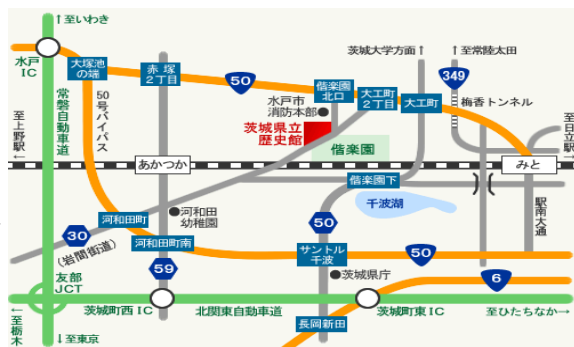 ↑至いわき
茨城大学方面↑
↑至常陸太田
水戸
IC
大塚池
の端
赤塚
2丁目
50
偕楽園
北口
大工町
2丁目
大工町
349
梅香トンネル
水戸市
消防本部
茨城県立
歴史館
偕楽園
至上野駅←
常磐自動車道
50号バイパス
至日立駅→
あかつか
みと
偕楽園下
千波湖
河和田
幼稚園
河和田町
30
(岩間街道)
河和田町南
50
サントル
千波
50
駅南大通
59
茨城県庁
6
友部
JCT
茨城町西IC
北関東自動車道
茨城町東IC
至ひたちなか→
←至栃木
↓至東京
長岡新田